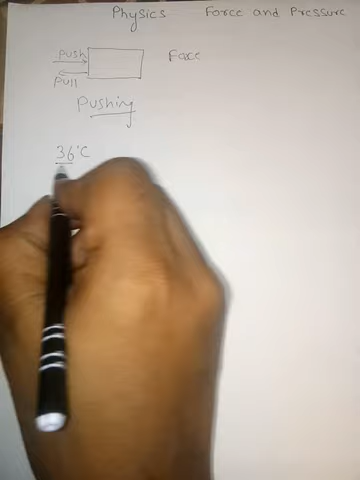 Physics Force and Pressure
Push Force
Pull
Pushing
36°C